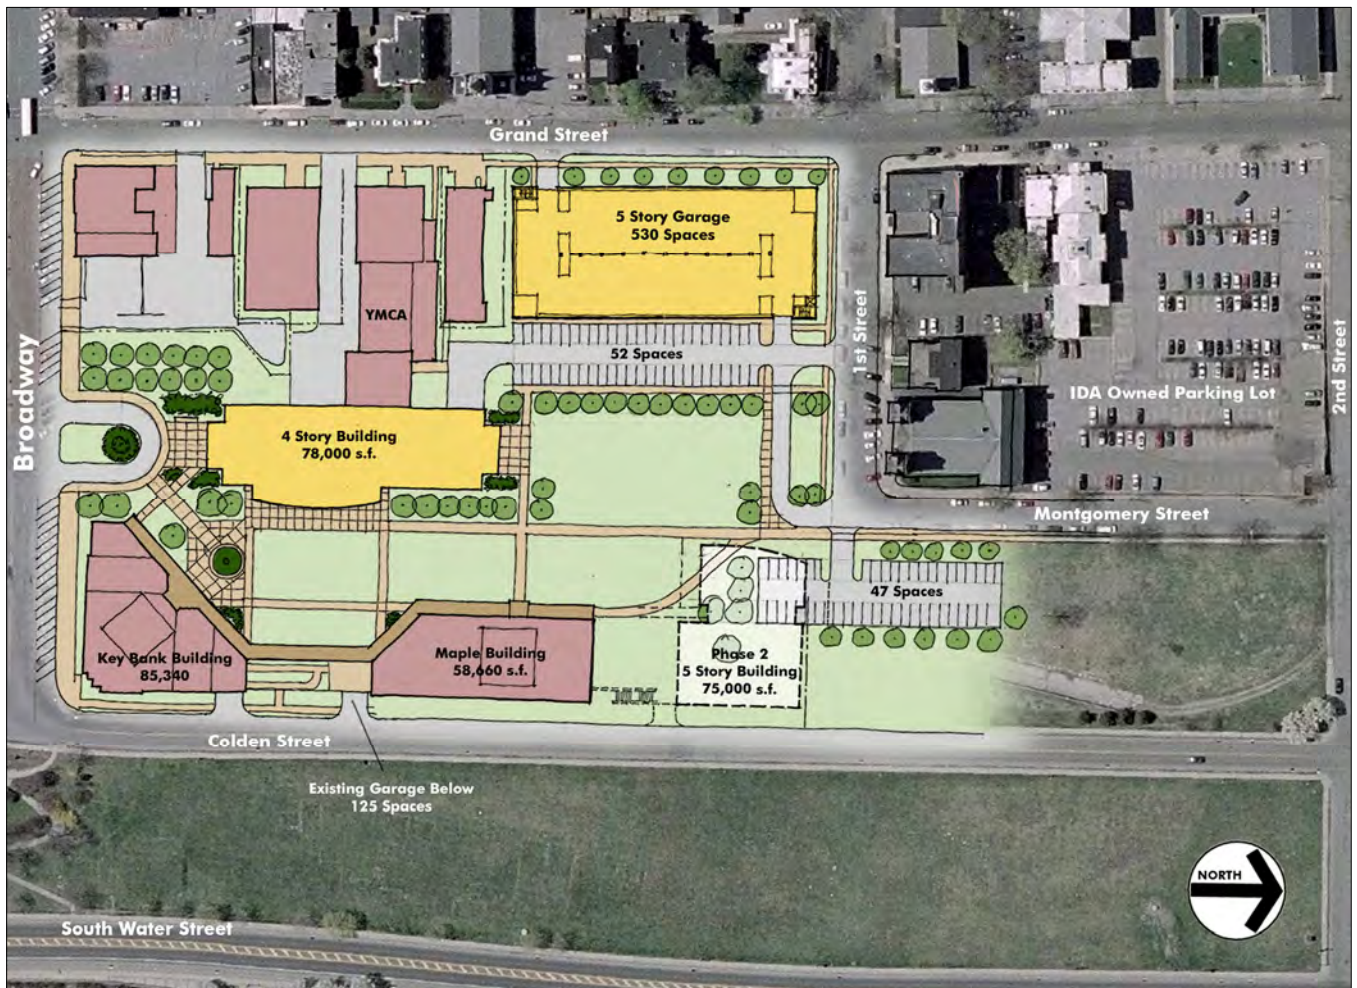 Grand Street
5 Story Garage
530 Spaces
YMCA
52 Spaces
1st Street
2nd Street
IDA Owned Parking Lot
Broadway
4 Story Building
78,000 s.f.
Montgomery Street
47 Spaces
Key Bank Building
85,340
Maple Building
58,660 s.f.
Phase 2
5 Story Building
75,000 s.f.
Colden Street
Existing Garage Below
125 Spaces
NORTH
South Water Street